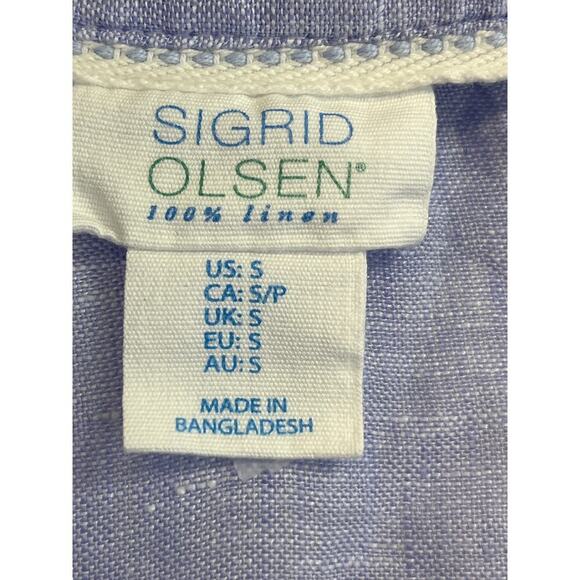 SIGRID
OLSEN®
100% linen
US: S
CA: S/P
UK: S
EU: S
AU: S
MADE IN
BANGLADESH